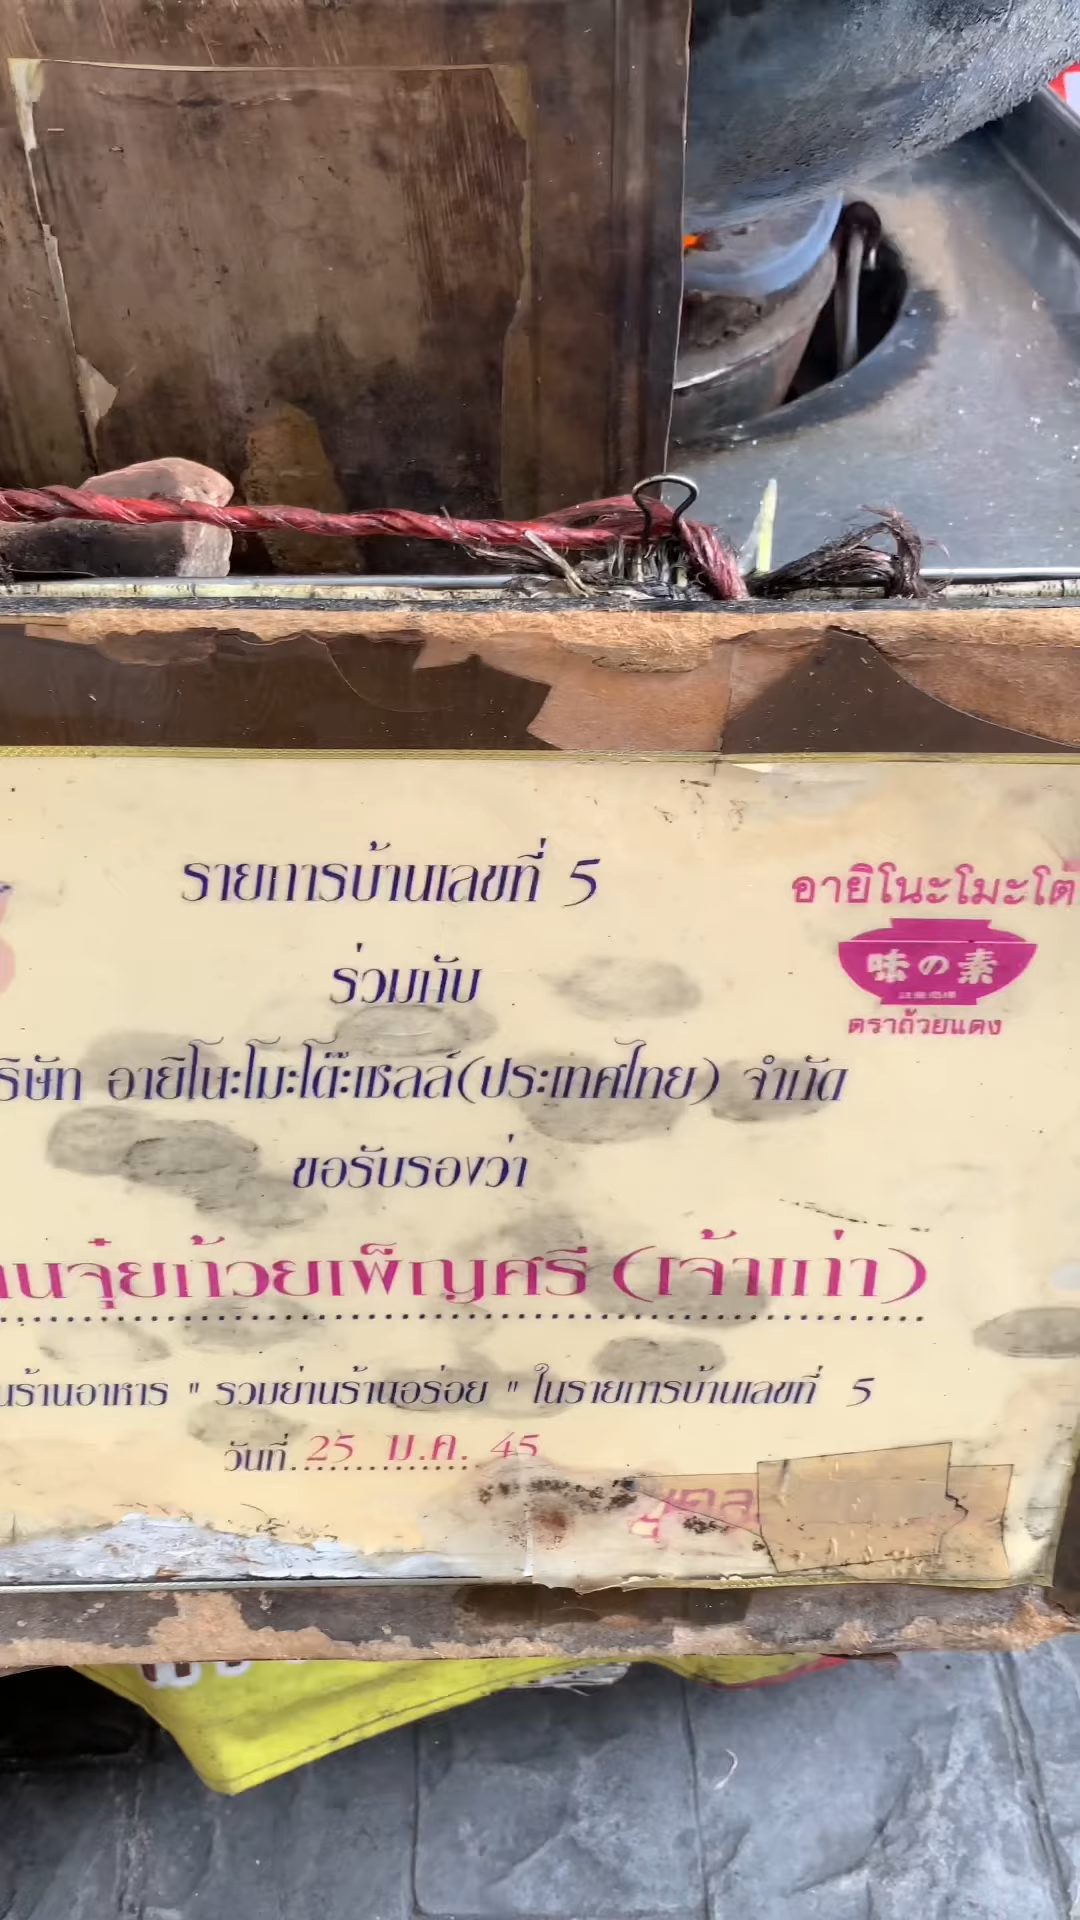 รายการบ้านเลขที่ 5
อายิโนะโมะโต๊
味の素
ตราถ้วยแดง
ร่วมกับ
ริษัท อายิโนะโมะโต๊ะเซลล์(ประเทศไทย) จำกัด
ขอรับรองว่า
านจุ๋ยก้วยเพ็ญศรี (เจ้าเก่า)
นร้านอาหาร " รวมย่านร้านอร่อย " ในรายการบ้านเลขที่ 5
วันที่ 25 ม.ค. 45